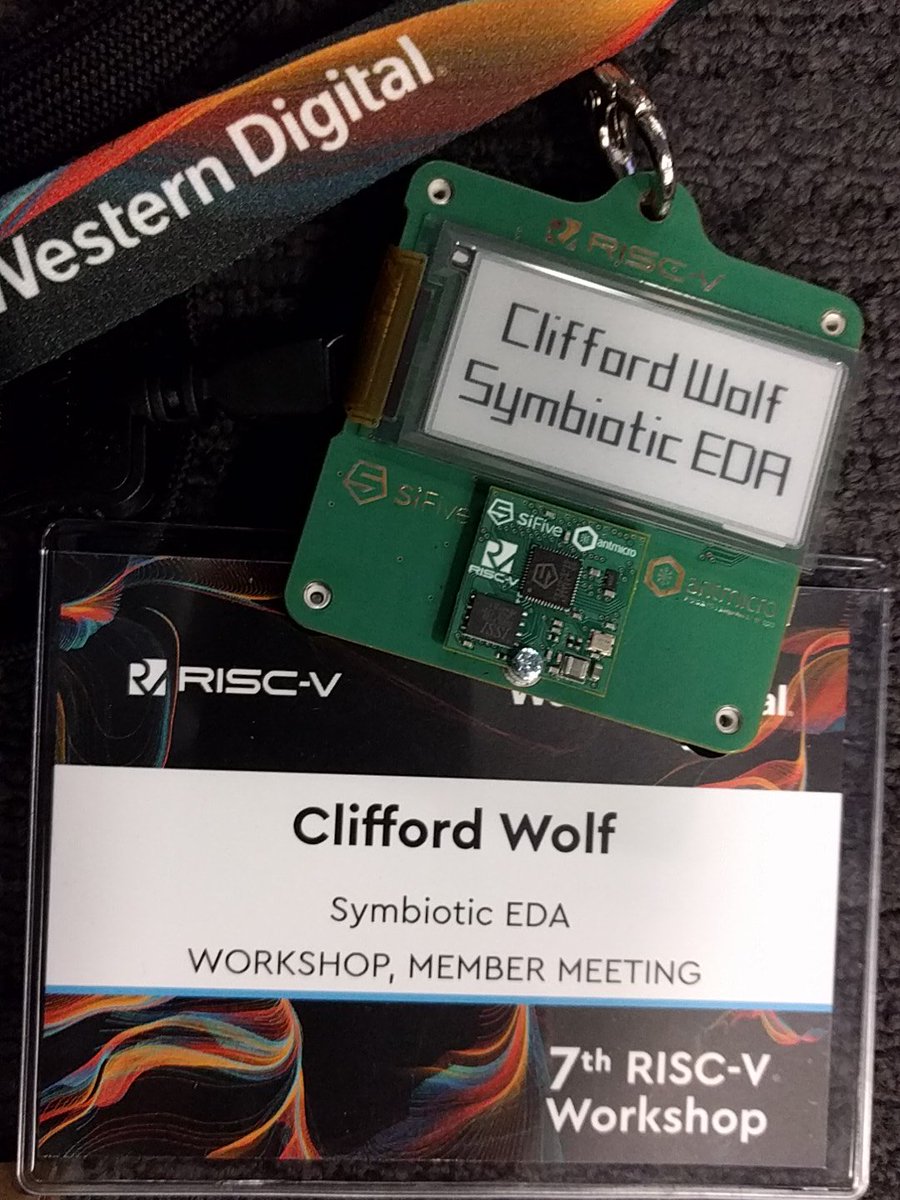 Western Digital.
RISC-V
Clifford Wolf
Symbiotic EDA
SiFive
SiFive
antmicro
RISC-V
antmicro
RISC-V
Clifford Wolf
Symbiotic EDA
WORKSHOP, MEMBER MEETING
7th RISC-V
Workshop